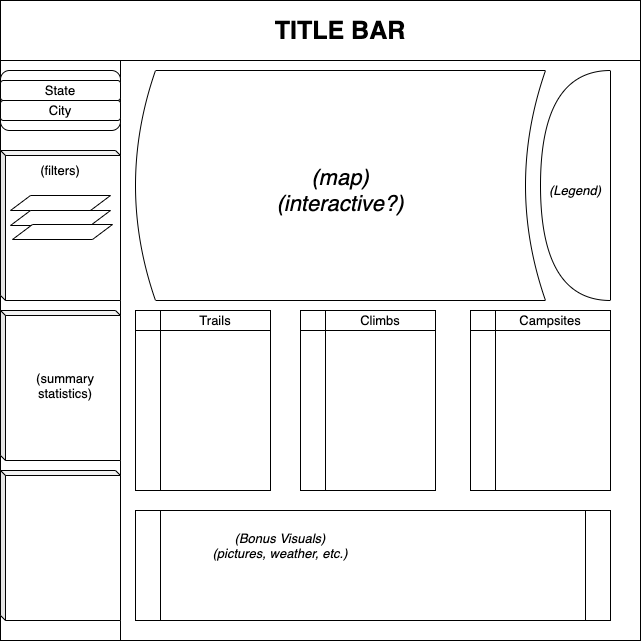 TITLE BAR
State
City
(filters)
(map)
(interactive?)
(Legend)
Trails
Climbs
Campsites
(summary
statistics)
(Bonus Visuals)
(pictures, weather, etc.)